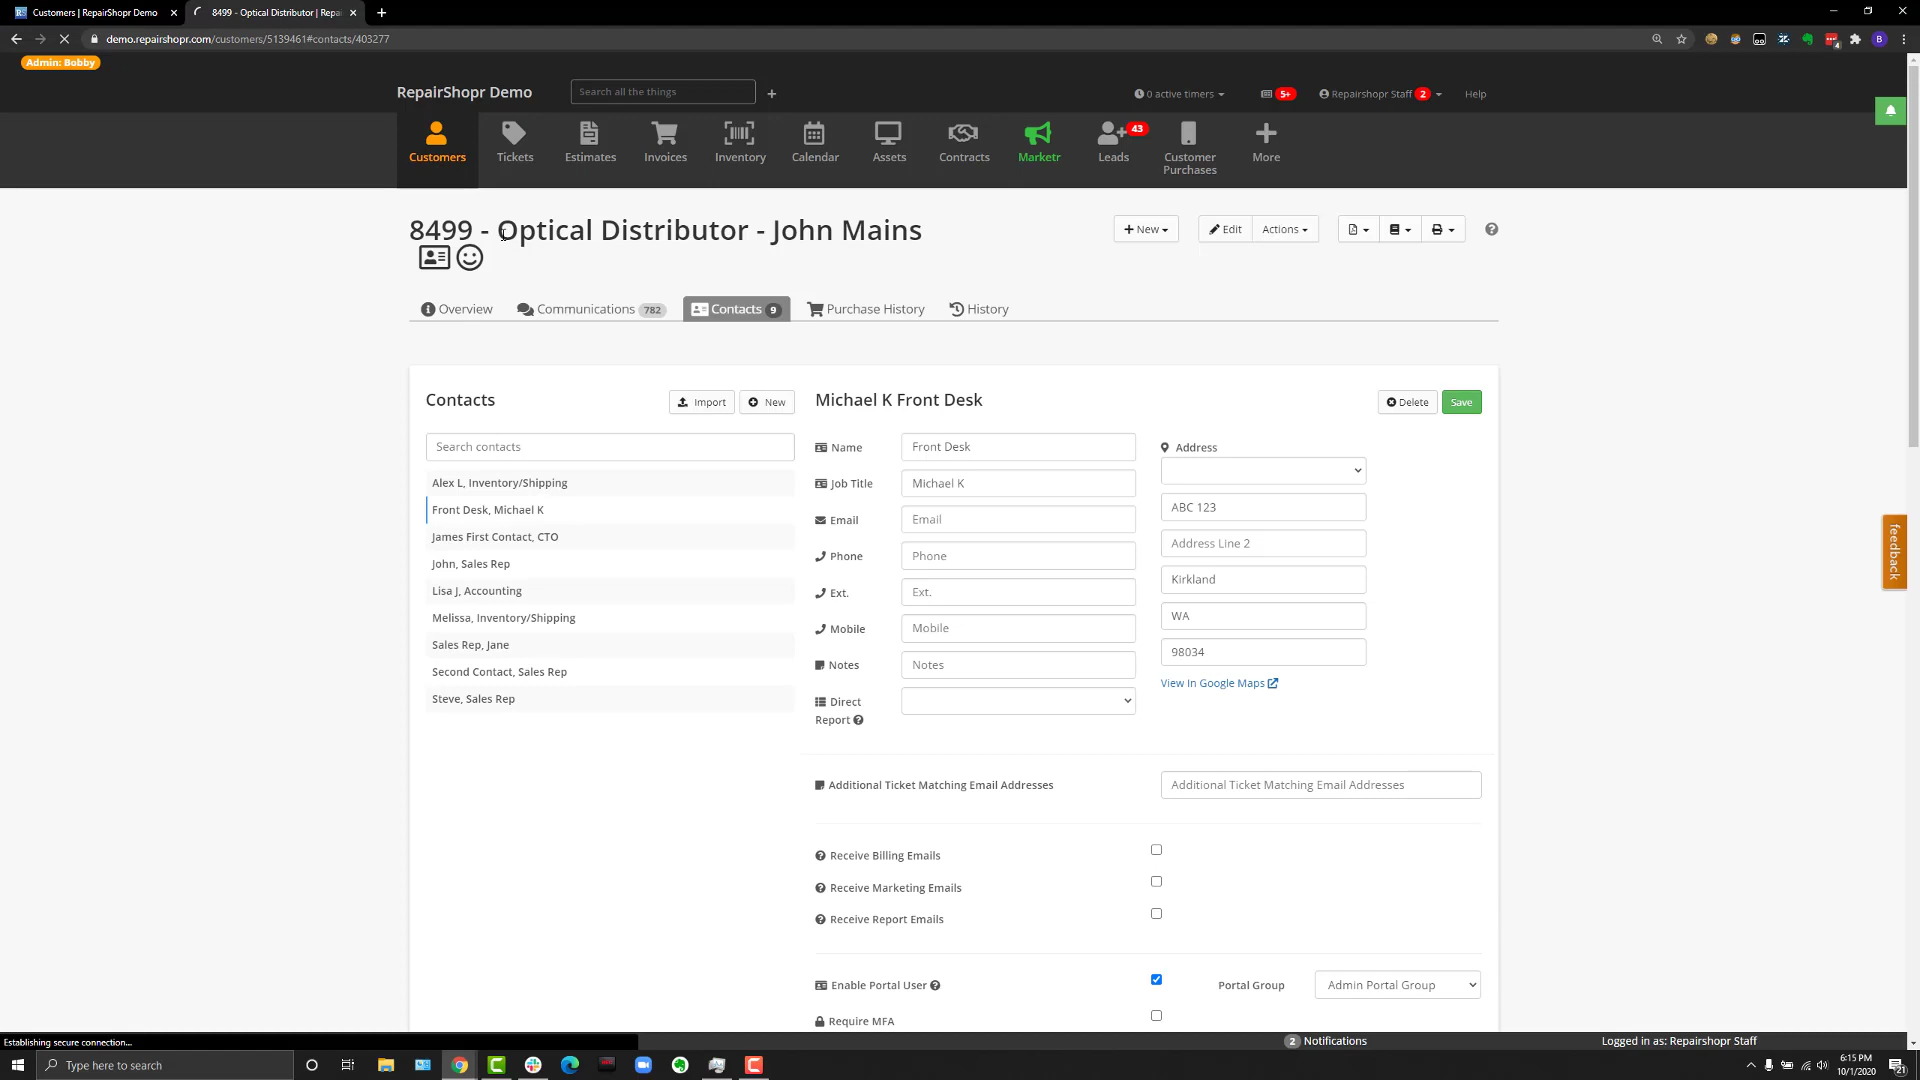 Customers | RepairShopr Demo
8499 - Optical Distributor | Repai
demo.repairshopr.com/customers/5139461#contacts/403277
4
B
Admin: Bobby
RepairShopr Demo
Search all the things
0 active timers
5+
Repairshopr Staff 2
Help
Customers
Tickets
Estimates
Invoices
Inventory
Calendar
Assets
Contracts
Marketr
Leads
43
Customer
Purchases
More
8499 - Optical Distributor - John Mains
New
Edit
Actions
Overview
Communications 782
Contacts 9
Purchase History
History
Contacts
Import
New
Search contacts
Alex L, Inventory/Shipping
Front Desk, Michael K
James First Contact, CTO
John, Sales Rep
Lisa J, Accounting
Melissa, Inventory/Shipping
Sales Rep, Jane
Second Contact, Sales Rep
Steve, Sales Rep
Michael K Front Desk
Delete
Save
Name
Front Desk
Job Title
Michael K
Email
Email
Phone
Phone
Ext.
Ext.
Mobile
Mobile
Notes
Notes
Direct
Report
Address
ABC 123
Address Line 2
Kirkland
WA
98034
View In Google Maps
Additional Ticket Matching Email Addresses
Additional Ticket Matching Email Addresses
Receive Billing Emails
Receive Marketing Emails
Receive Report Emails
Enable Portal User
Portal Group
Admin Portal Group
Require MFA
feedback
Establishing secure connection...
2 Notifications
Logged in as: Repairshopr Staff
Type here to search
6:15 PM
10/1/2020
21